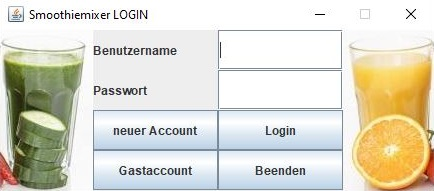 Smoothiemixer LOGIN
Benutzername
Passwort
neuer Account Login
Gastaccount Beenden